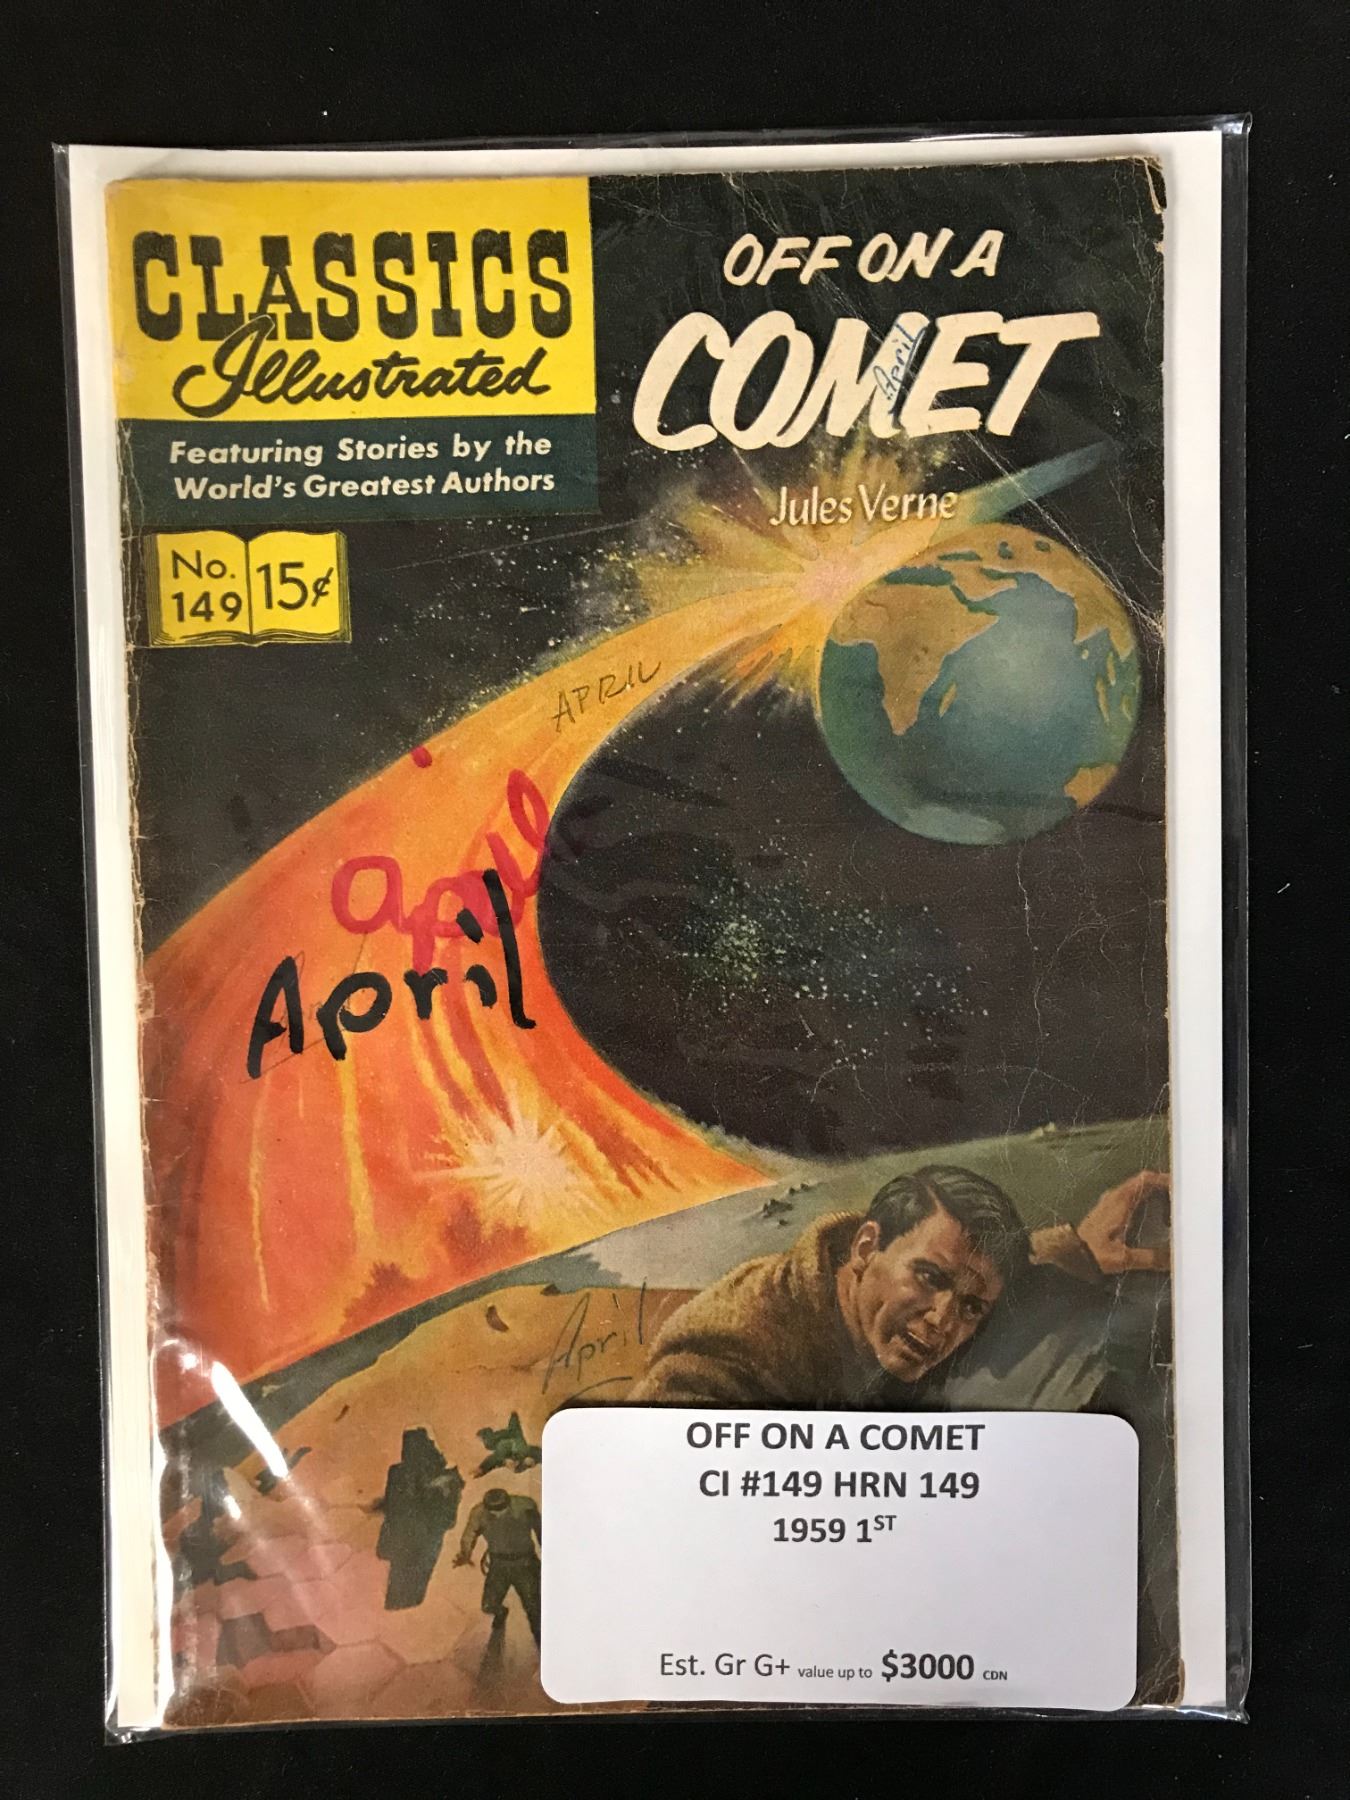 CLASSICS
Illustrated
Featuring Stories by the
World's Greatest Authors
No.
149
15¢
OFF ON A
COMET
April
Jules Verne
APRIL
April
April
April
OFF ON A COMET
CI #149 HRN 149
1959 1ST
Est. Gr G+ value up to $3000 CDN